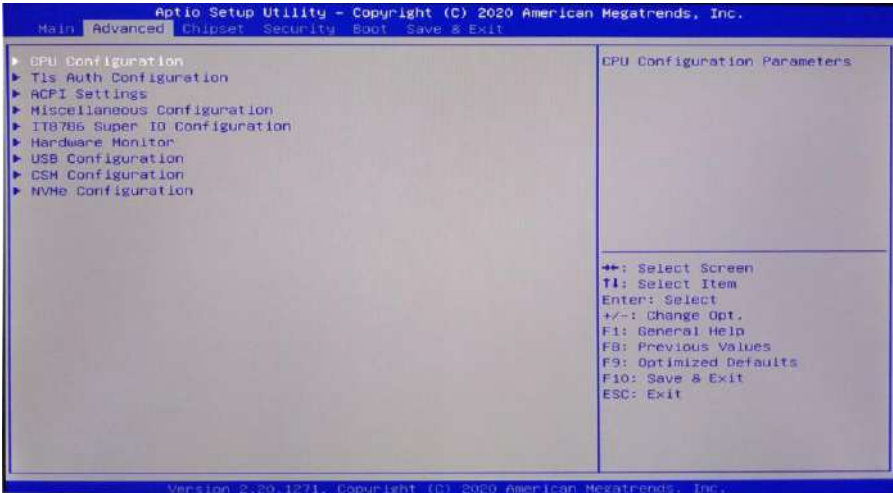 Aptio Setup Utility – Copyright (C) 2020 American Megatrends, Inc.
Main Advanced Chipset Security Boot Save & Exit
▶ CPU Configuration
▶ Tls Auth Configuration
▶ ACPI Settings
▶ Miscellaneous Configuration
▶ IT8786 Super IO Configuration
▶ Hardware Monitor
▶ USB Configuration
▶ CSM Configuration
▶ NVMe Configuration
CPU Configuration Parameters
→←: Select Screen
↑↓: Select Item
Enter: Select
+/-: Change Opt.
F1: General Help
F8: Previous Values
F9: Optimized Defaults
F10: Save & Exit
ESC: Exit
Version 2.20.1271. Copyright (C) 2020 American Megatrends, Inc.